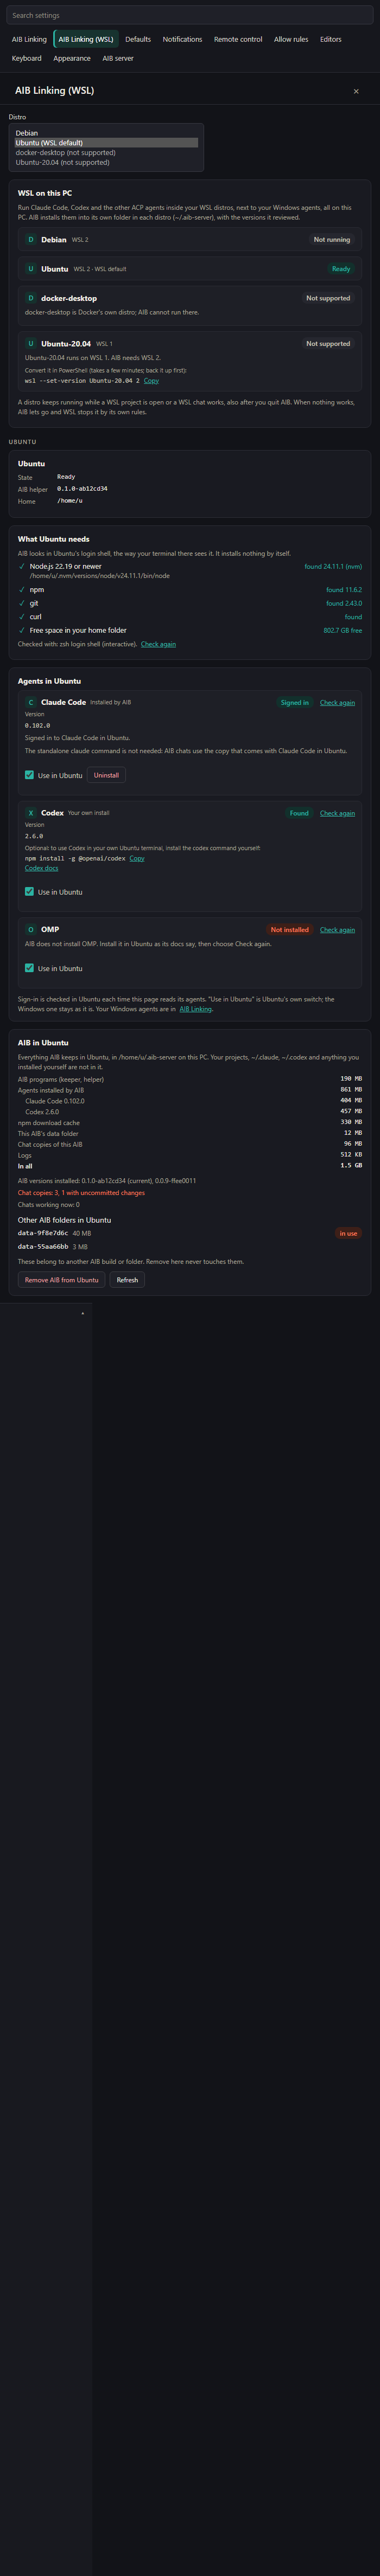 Search settings
AIB Linking
AIB Linking (WSL)
Defaults
Notifications
Remote control
Allow rules
Editors
Keyboard
Appearance
AIB server
AIB Linking (WSL)
×
Distro
Debian
Ubuntu (WSL default)
docker-desktop (not supported)
Ubuntu-20.04 (not supported)
WSL on this PC
Run Claude Code, Codex and the other ACP agents inside your WSL distros, next to your Windows agents, all on this
PC. AIB installs them into its own folder in each distro (~/.aib-server), with the versions it reviewed.
D Debian WSL 2 Not running
U Ubuntu WSL 2 · WSL default Ready
D docker-desktop Not supported
docker-desktop is Docker's own distro; AIB cannot run there.
U Ubuntu-20.04 WSL 1 Not supported
Ubuntu-20.04 runs on WSL 1. AIB needs WSL 2.
Convert it in PowerShell (takes a few minutes; back it up first):
wsl --set-version Ubuntu-20.04 2 Copy
A distro keeps running while a WSL project is open or a WSL chat works, also after you quit AIB. When nothing works,
AIB lets go and WSL stops it by its own rules.
UBUNTU
Ubuntu
State Ready
AIB helper 0.1.0-ab12cd34
Home /home/u
What Ubuntu needs
AIB looks in Ubuntu's login shell, the way your terminal there sees it. It installs nothing by itself.
✓ Node.js 22.19 or newer found 24.11.1 (nvm)
/home/u/.nvm/versions/node/v24.11.1/bin/node
✓ npm found 11.6.2
✓ git found 2.43.0
✓ curl found
✓ Free space in your home folder 802.7 GB free
Checked with: zsh login shell (interactive). Check again
Agents in Ubuntu
C Claude Code Installed by AIB Signed in Check again
Version
0.102.0
Signed in to Claude Code in Ubuntu.
The standalone claude command is not needed: AIB chats use the copy that comes with Claude Code in Ubuntu.
Use in Ubuntu Uninstall
X Codex Your own install Found Check again
Version
2.6.0
Optional: to use Codex in your own Ubuntu terminal, install the codex command yourself:
npm install -g @openai/codex Copy
Codex docs
Use in Ubuntu
O OMP Not installed Check again
AIB does not install OMP. Install it in Ubuntu as its docs say, then choose Check again.
Use in Ubuntu
Sign-in is checked in Ubuntu each time this page reads its agents. "Use in Ubuntu" is Ubuntu's own switch; the
Windows one stays as it is. Your Windows agents are in AIB Linking.
AIB in Ubuntu
Everything AIB keeps in Ubuntu, in /home/u/.aib-server on this PC. Your projects, ~/.claude, ~/.codex and anything you
installed yourself are not in it.
AIB programs (keeper, helper) 190 MB
Agents installed by AIB 861 MB
Claude Code 0.102.0 404 MB
Codex 2.6.0 457 MB
npm download cache 330 MB
This AIB's data folder 12 MB
Chat copies of this AIB 96 MB
Logs 512 KB
In all 1.5 GB
AIB versions installed: 0.1.0-ab12cd34 (current), 0.0.9-ffee0011
Chat copies: 3, 1 with uncommitted changes
Chats working now: 0
Other AIB folders in Ubuntu
data-9f8e7d6c 40 MB in use
data-55aa66bb 3 MB
These belong to another AIB build or folder. Remove here never touches them.
Remove AIB from Ubuntu Refresh